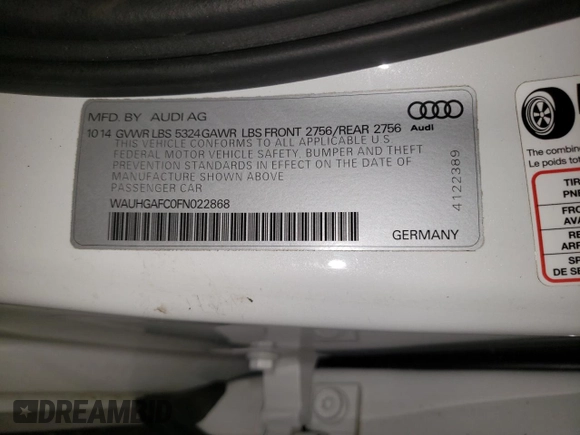 MFD. BY AUDI AG
Audi
10 14 GVWR LBS 5324 GAWR LBS FRONT 2756/REAR 2756
THIS VEHICLE CONFORMS TO ALL APPLICABLE U S
FEDERAL MOTOR VEHICLE SAFETY, BUMPER AND THEFT
PREVENTION STANDARDS IN EFFECT ON THE DATE OF
MANUFACTURE SHOWN ABOVE
PASSENGER CAR
WAUHGAFC0FN022868
GERMANY
4122389
The combine
Le poids to
TIR
PNE
FRO
AVA
RE
ARR
SP
DE SE
DREAMBID